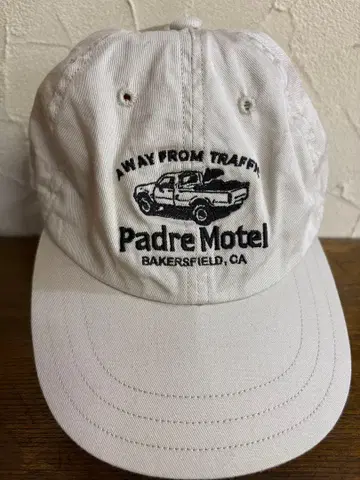 AWAY FROM TRAFFIC
Padre Motel
BAKERSFIELD, CA